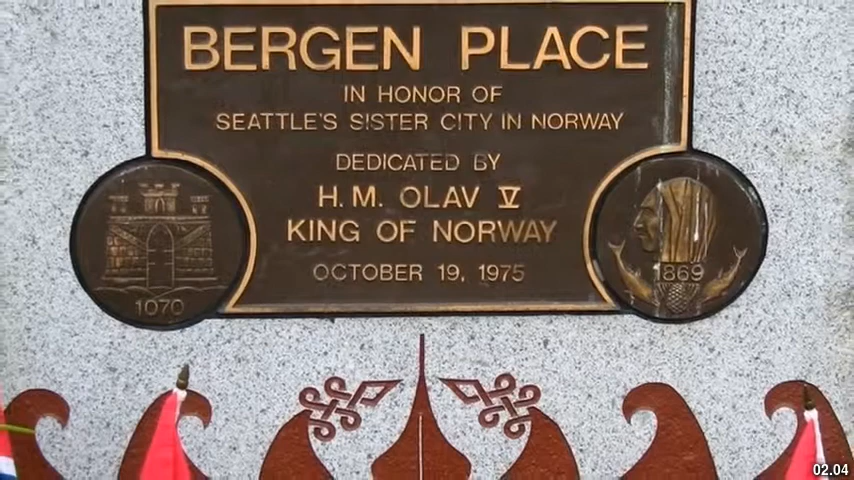 BERGEN PLACE
IN HONOR OF
SEATTLE'S SISTER CITY IN NORWAY
DEDICATED BY
H.M. OLAV V
KING OF NORWAY
OCTOBER 19, 1975
1070
1869
02.04